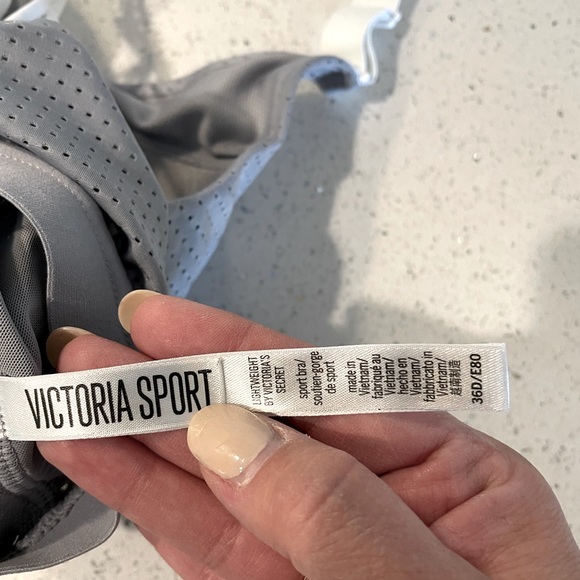 VICTORIA SPORT
LIGHTWEIGHT
BY VICTORIA'S
SECRET
sport bra/
soutien-gorge
de sport
made in
Vietnam/
fabriqué au
Vietnam/
hecho en
Vietnam/
fabbricato in
Vietnam/
越南制造
36D/E80